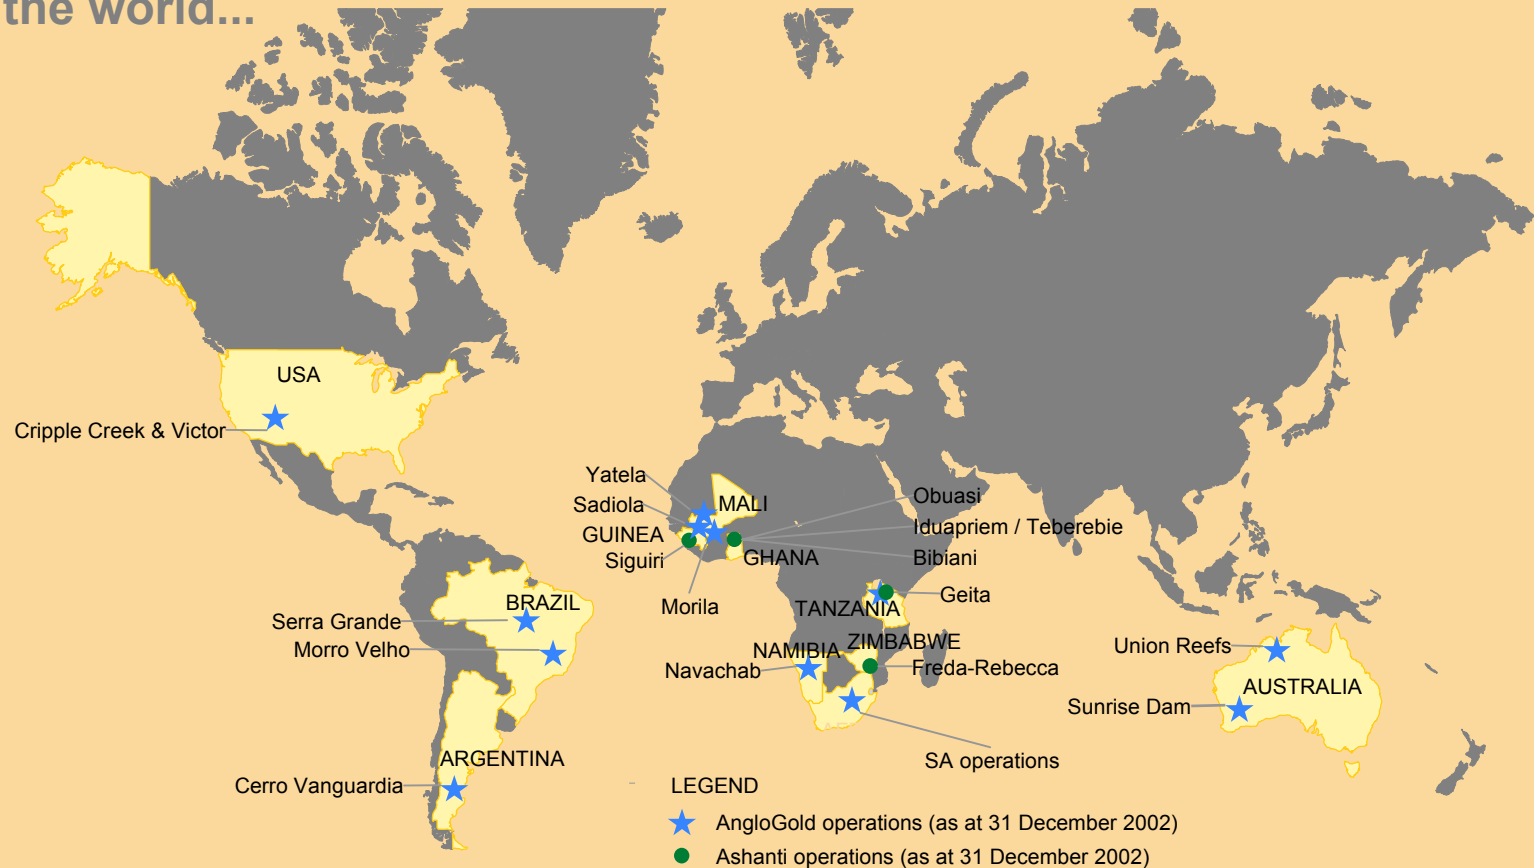 the world...
USA
Cripple Creek & Victor
Yatela
MALI
Sadiola
GUINEA
Siguiri
Obuasi
Iduapriem / Teberebie
Bibiani
GHANA
Morila
Geita
TANZANIA
BRAZIL
Serra Grande
Morro Velho
ZIMBABWE
NAMIBIA
Navachab
Freda-Rebecca
Union Reefs
AUSTRALIA
Sunrise Dam
SA operations
ARGENTINA
Cerro Vanguardia
LEGEND
AngloGold operations (as at 31 December 2002)
Ashanti operations (as at 31 December 2002)